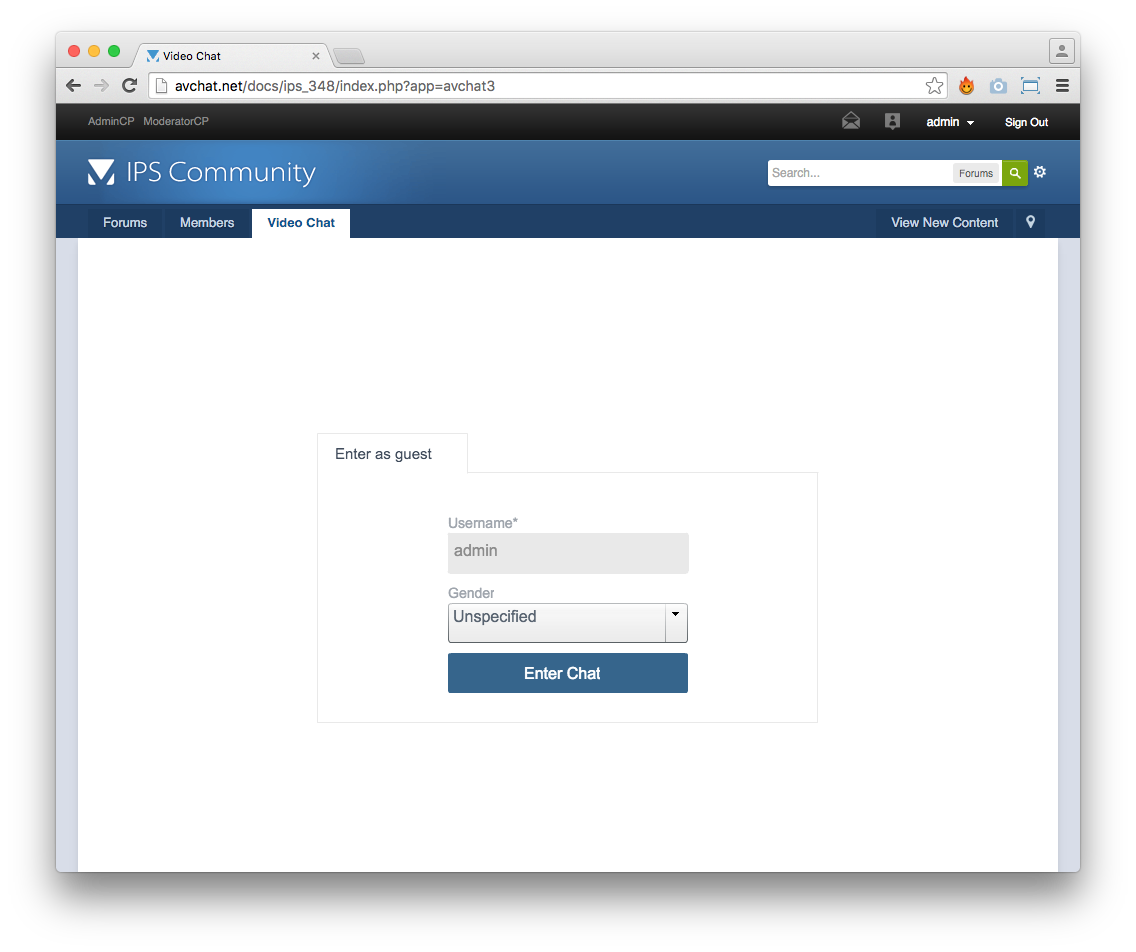 Video Chat
avchat.net/docs/ips_348/index.php?app=avchat3
AdminCP ModeratorCP admin Sign Out
IPS Community Search... Forums
Forums Members Video Chat View New Content
Enter as guest
Username*
admin
Gender
Unspecified
Enter Chat